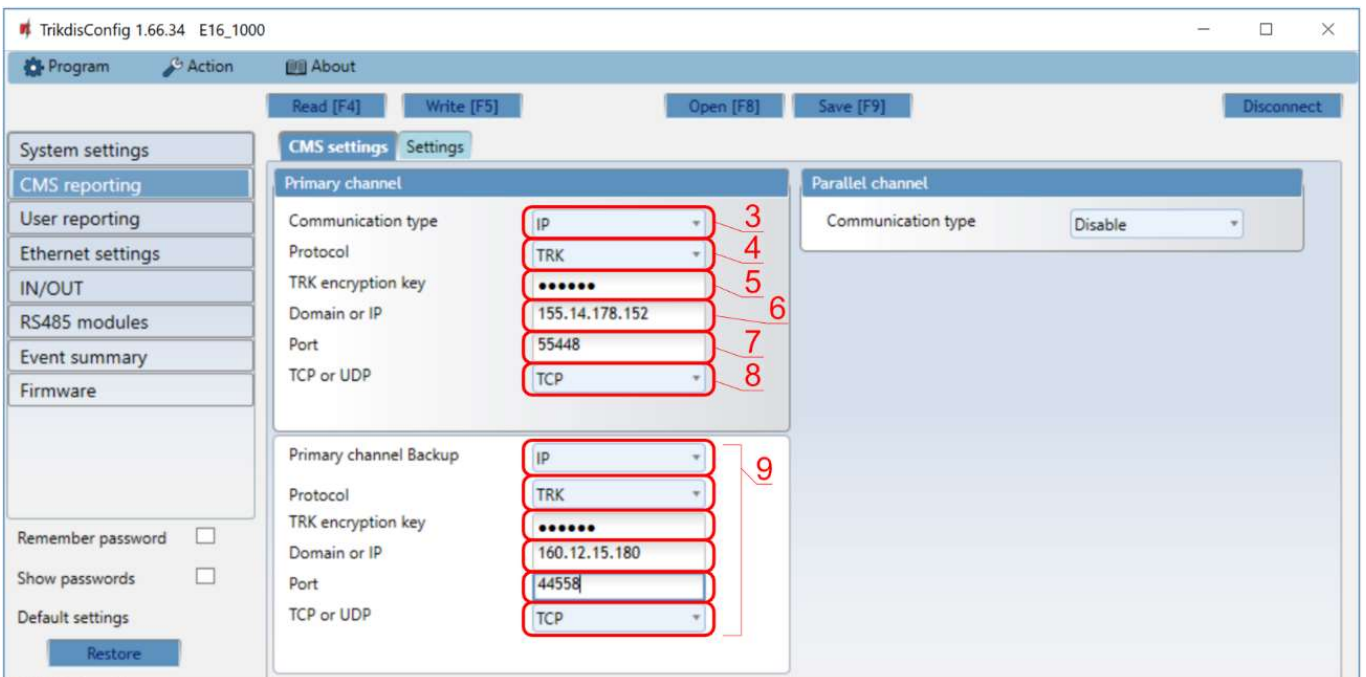 TrikdisConfig 1.66.34 E16_1000
Program Action About
Read [F4] Write [F5] Open [F8] Save [F9] Disconnect
System settings
CMS reporting
User reporting
Ethernet settings
IN/OUT
RS485 modules
Event summary
Firmware
Remember password
Show passwords
Default settings
Restore
CMS settings Settings
Primary channel
Communication type IP 3
Protocol TRK 4
TRK encryption key •••••• 5
Domain or IP 155.14.178.152 6
Port 55448 7
TCP or UDP TCP 8
Primary channel Backup IP
9
Protocol TRK
TRK encryption key ••••••
Domain or IP 160.12.15.180
Port 44558
TCP or UDP TCP
Parallel channel
Communication type Disable